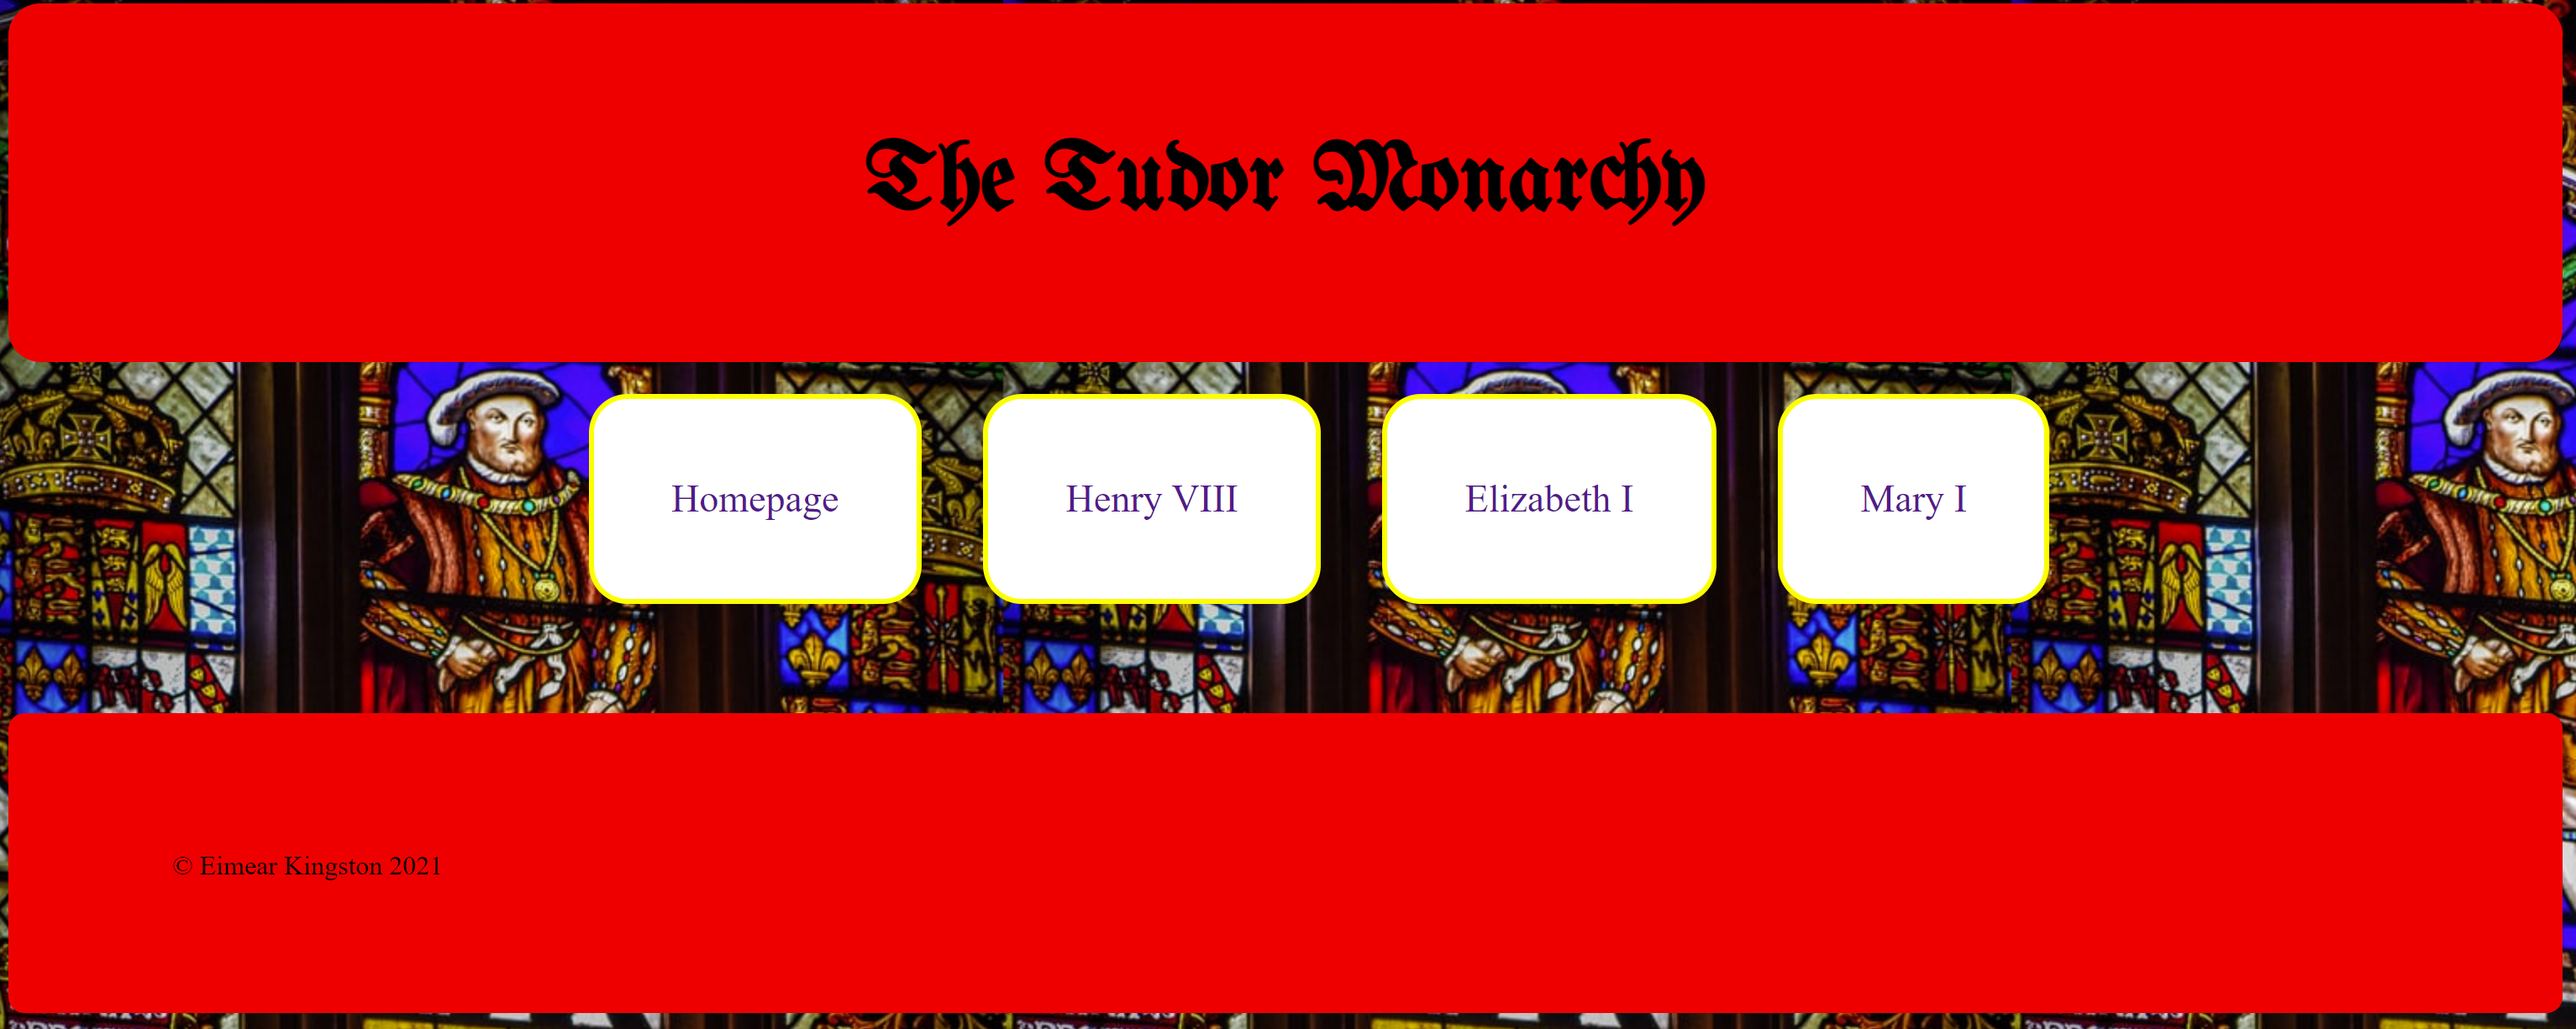 The Tudor Monarchy
Homepage
Henry VIII
Elizabeth I
Mary I
© Eimear Kingston 2021